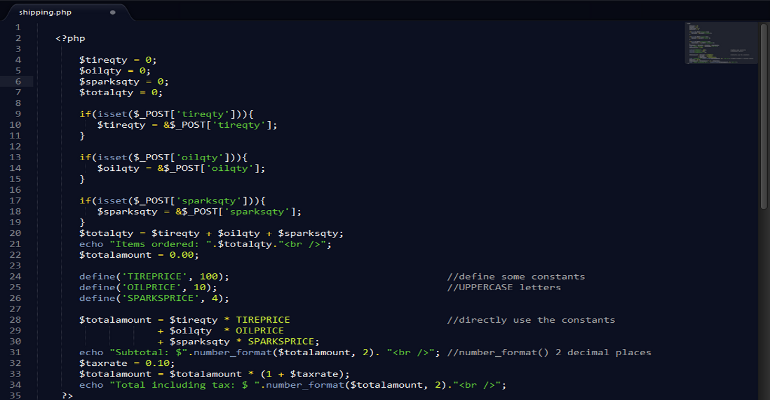 shipping.php
1
2 <?php
3
4 $tireqty = 0;
5 $oilqty = 0;
6 $sparksqty = 0;
7 $totalqty = 0;
8
9 if(isset($_POST['tireqty'])){
10 $tireqty = &$_POST['tireqty'];
11 }
12
13 if(isset($_POST['oilqty'])){
14 $oilqty = &$_POST['oilqty'];
15 }
16
17 if(isset($_POST['sparksqty'])){
18 $sparksqty = &$_POST['sparksqty'];
19 }
20 $totalqty = $tireqty + $oilqty + $sparksqty;
21 echo "Items ordered: ".$totalqty."<br />";
22 $totalamount = 0.00;
23
24 define('TIREPRICE', 100); //define some constants
25 define('OILPRICE', 10); //UPPERCASE letters
26 define('SPARKSPRICE', 4);
27
28 $totalamount = $tireqty * TIREPRICE //directly use the constants
29 + $oilqty * OILPRICE
30 + $sparksqty * SPARKSPRICE;
31 echo "Subtotal: $".number_format($totalamount, 2). "<br />"; //number_format() 2 decimal places
32 $taxrate = 0.10;
33 $totalamount = $totalamount * (1 + $taxrate);
34 echo "Total including tax: $ ".number_format($totalamount, 2)."<br />";
35 ?>